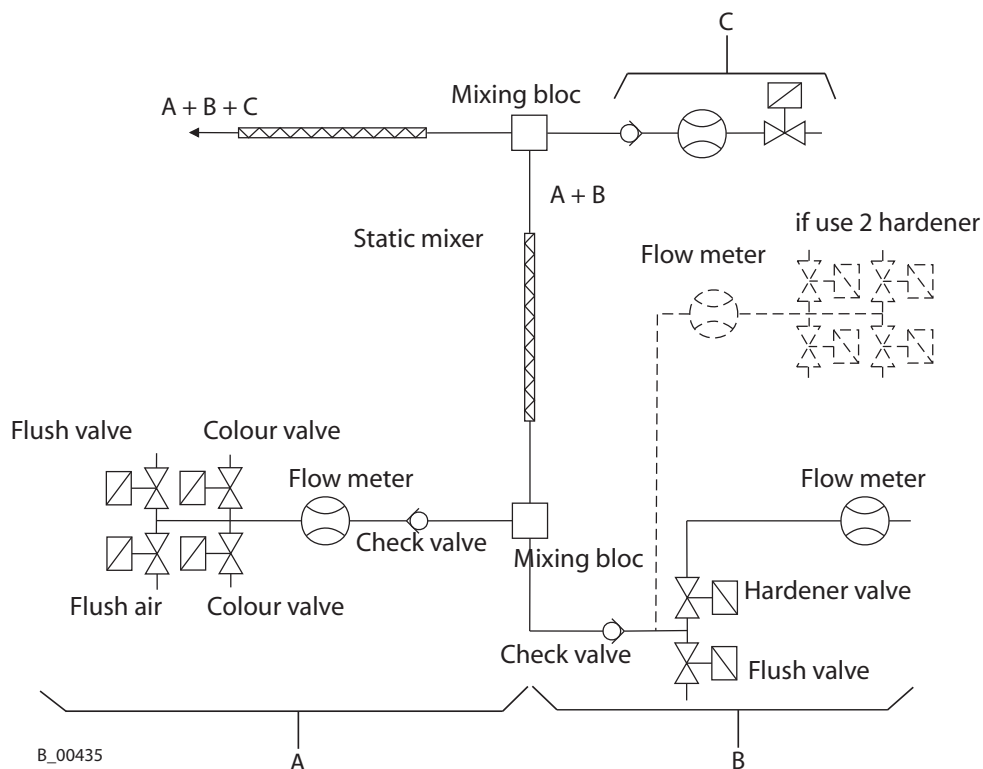 C
Mixing bloc
A + B + C
A + B
if use 2 hardener
Static mixer
Flow meter
Flush valve
Colour valve
Flow meter
Flow meter
Check valve
Mixing bloc
Hardener valve
Flush air
Colour valve
Check valve
Flush valve
B_00435
A
B